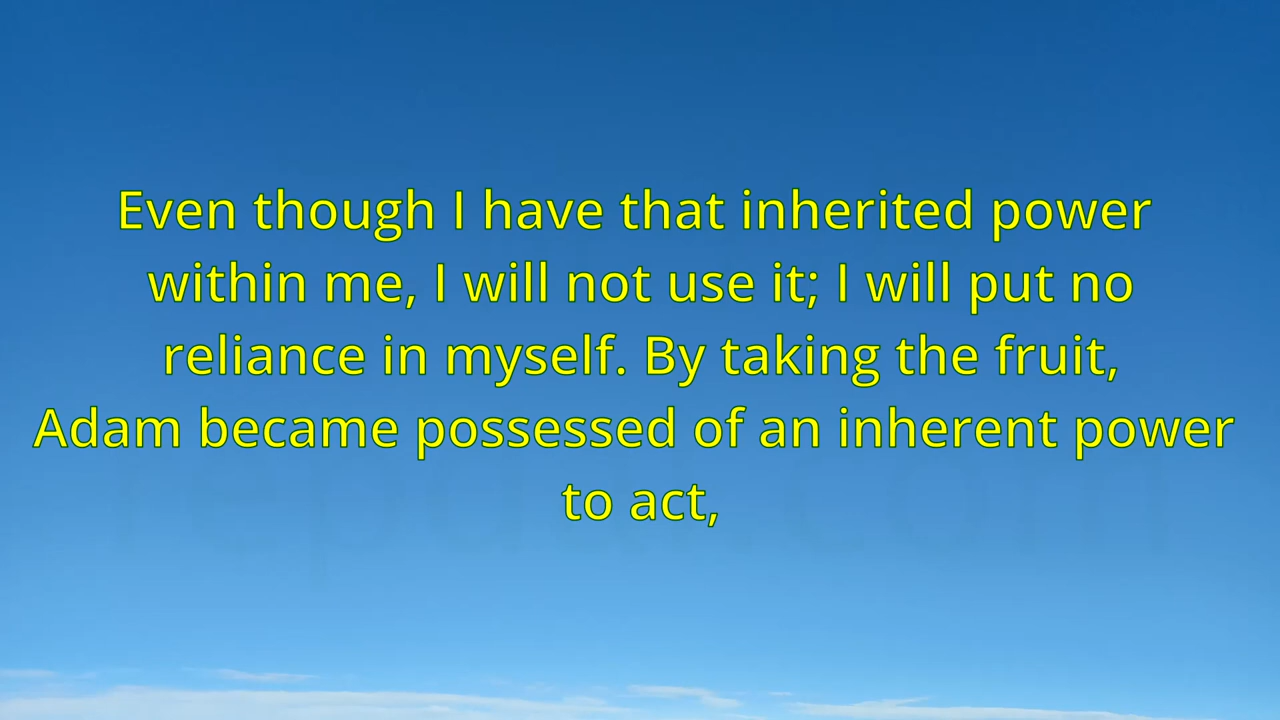 Even though I have that inherited power
within me, I will not use it; I will put no
reliance in myself. By taking the fruit,
Adam became possessed of an inherent power
to act,